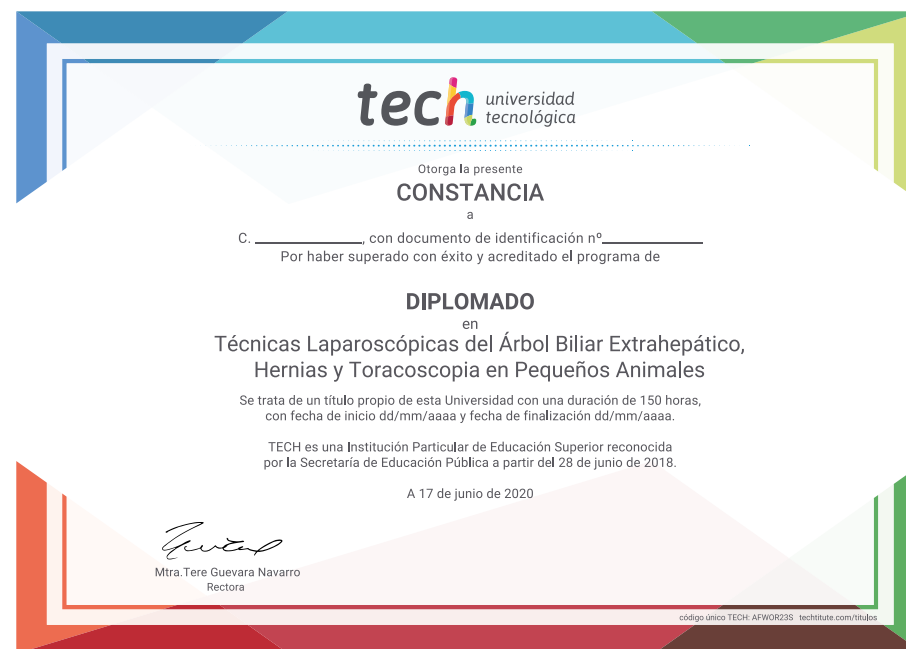 tech universidad
tecnológica
Otorga la presente
CONSTANCIA
a
C. ____________, con documento de identificación nº____________
Por haber superado con éxito y acreditado el programa de
DIPLOMADO
en
Técnicas Laparoscópicas del Árbol Biliar Extrahepático,
Hernias y Toracoscopia en Pequeños Animales
Se trata de un título propio de esta Universidad con una duración de 150 horas,
con fecha de inicio dd/mm/aaaa y fecha de finalización dd/mm/aaaa.
TECH es una Institución Particular de Educación Superior reconocida
por la Secretaría de Educación Pública a partir del 28 de junio de 2018.
A 17 de junio de 2020
Mtra.Tere Guevara Navarro
Rectora
código único TECH: AFWOR23S techtitute.com/titulos